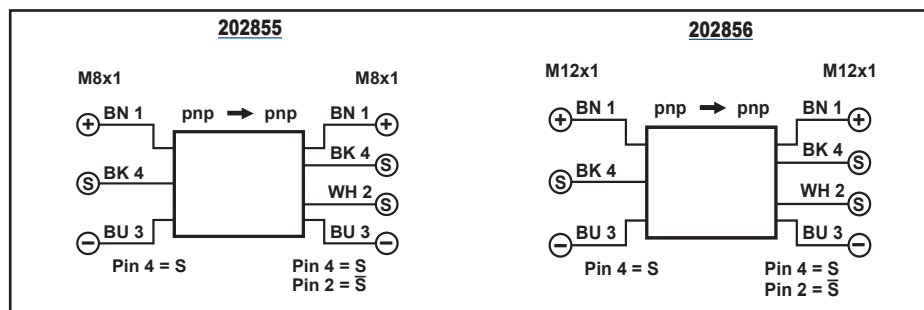 202855
M8x1 M8x1
pnp → pnp
BN 1 BN 1
+ +
BK 4 BK 4
S S
WH 2
S
BU 3 BU 3
− −
Pin 4 = S Pin 4 = S
Pin 2 = S̅
202856
M12x1 M12x1
pnp → pnp
BN 1 BN 1
+ +
BK 4 BK 4
S S
WH 2
S
BU 3 BU 3
− −
Pin 4 = S Pin 4 = S
Pin 2 = S̅